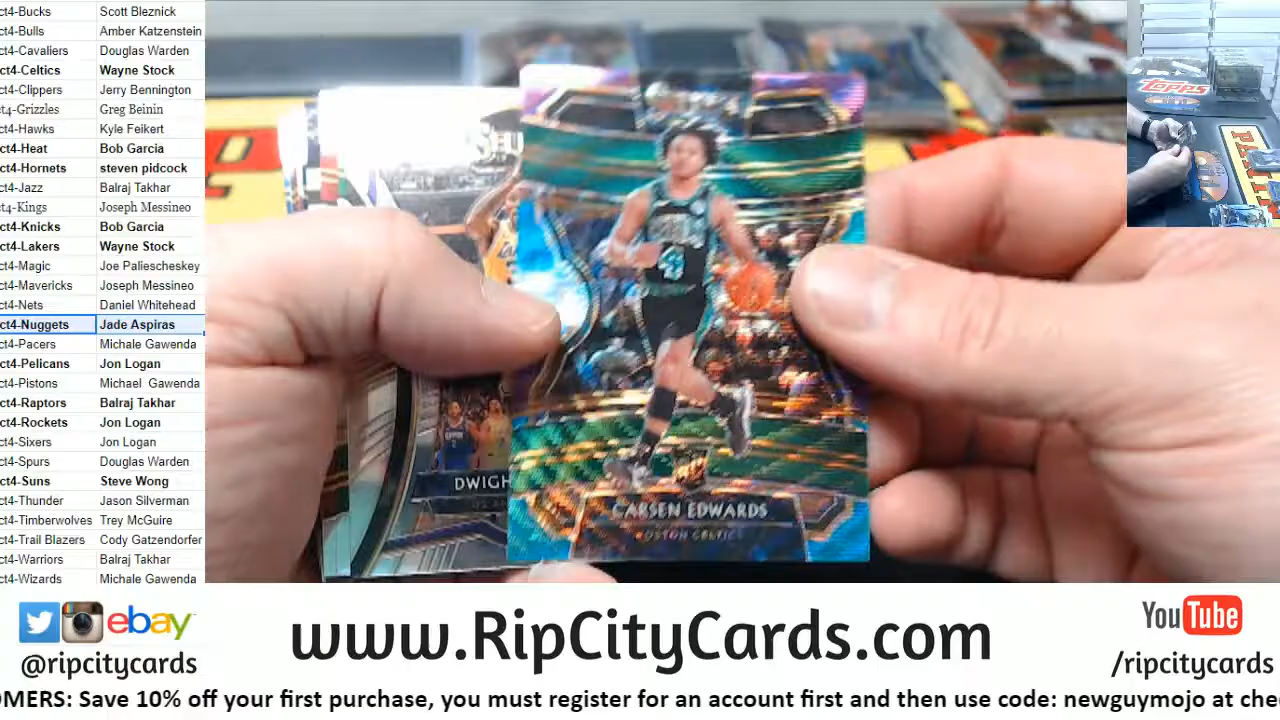 ct4-Bucks Scott Bleznick
ct4-Bulls Amber Katzenstein
ct4-Cavaliers Douglas Warden
ct4-Celtics Wayne Stock
ct4-Clippers Jerry Bennington
ct4-Grizzles Greg Beinin
ct4-Hawks Kyle Feikert
ct4-Heat Bob Garcia
ct4-Hornets steven pidcock
ct4-Jazz Balraj Takhar
ct4-Kings Joseph Messineo
ct4-Knicks Bob Garcia
ct4-Lakers Wayne Stock
ct4-Magic Joe Paliescheskey
ct4-Mavericks Joseph Messineo
ct4-Nets Daniel Whitehead
ct4-Nuggets Jade Aspiras
ct4-Pacers Michale Gawenda
ct4-Pelicans Jon Logan
ct4-Pistons Michael Gawenda
ct4-Raptors Balraj Takhar
ct4-Rockets Jon Logan
ct4-Sixers Jon Logan
ct4-Spurs Douglas Warden
ct4-Suns Steve Wong
ct4-Thunder Jason Silverman
ct4-Timberwolves Trey McGuire
ct4-Trail Blazers Cody Gatzendorfer
ct4-Warriors Balraj Takhar
ct4-Wizards Michale Gawenda
topps
4
DWIGH
CARSEN EDWARDS
BOSTON CELTICS
ebay
@ripcitycards
www.RipCityCards.com
YouTube
/ripcitycards
OMERS: Save 10% off your first purchase, you must register for an account first and then use code: newguymojo at che